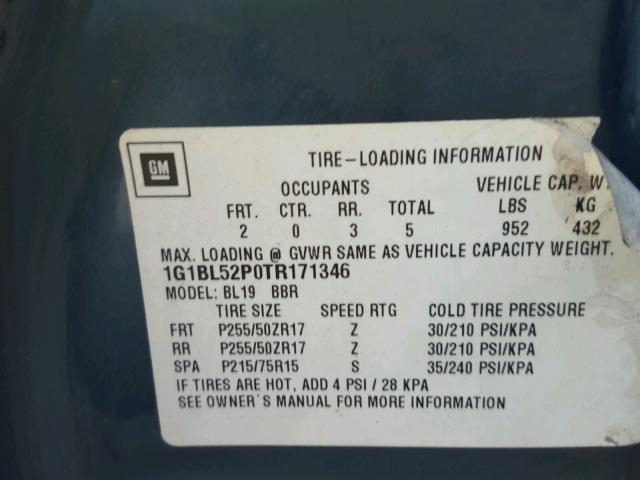 GM
TIRE-LOADING INFORMATION
OCCUPANTS VEHICLE CAP. W
FRT. CTR. RR. TOTAL LBS KG
2 0 3 5 952 432
MAX. LOADING @ GVWR SAME AS VEHICLE CAPACITY WEIGHT.
1G1BL52P0TR171346
MODEL: BL19 BBR
TIRE SIZE SPEED RTG COLD TIRE PRESSURE
FRT P255/50ZR17 Z 30/210 PSI/KPA
RR P255/50ZR17 Z 30/210 PSI/KPA
SPA P215/75R15 S 35/240 PSI/KPA
IF TIRES ARE HOT, ADD 4 PSI / 28 KPA
SEE OWNER'S MANUAL FOR MORE INFORMATION